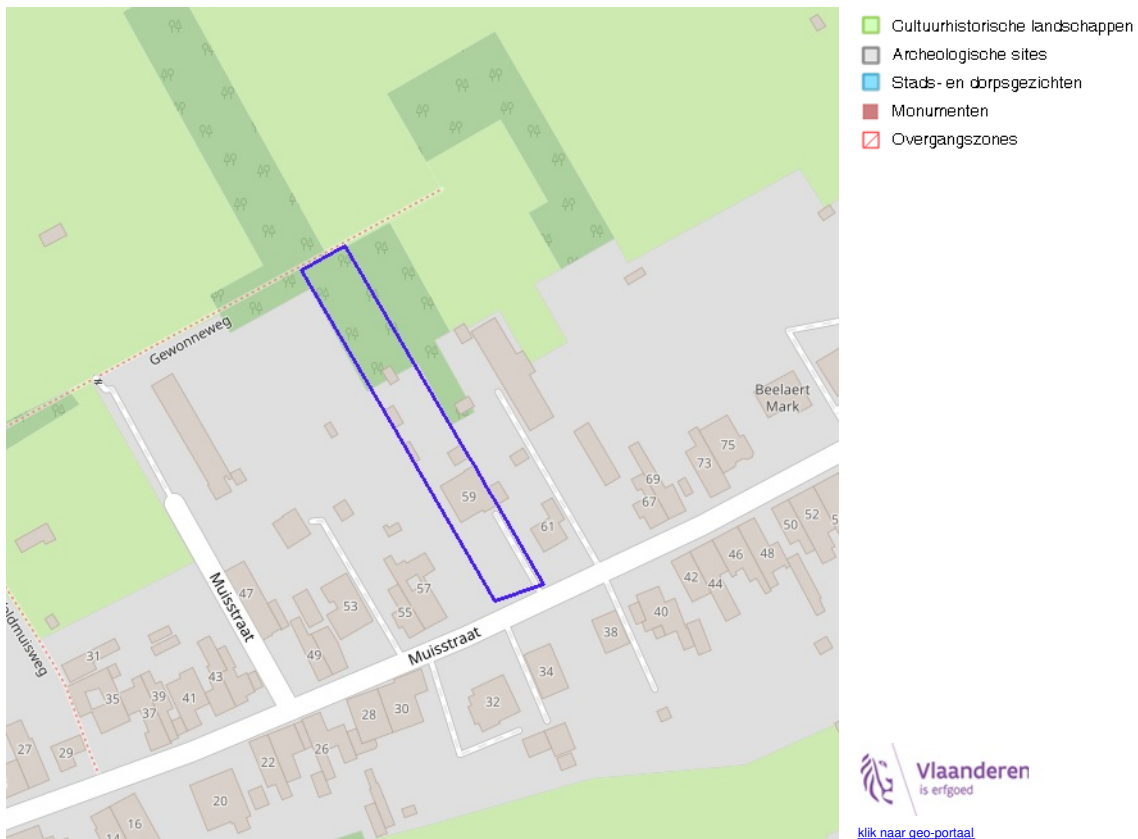 Cultuurhistorische landschappen
Archeologische sites
Stads- en dorpsgezichten
Monumenten
Overgangszones
Gewonneweg
Beelaert
Mark
75
73
69
67
59
61
50
52
48
46
44
42
40
38
57
55
53
47
49
Muisstraat
Muisstraat
34
32
30
28
26
22
20
16
14
31
35
37
39
41
43
27
29
Vlaanderen
is erfgoed
klik naar geo-portaal